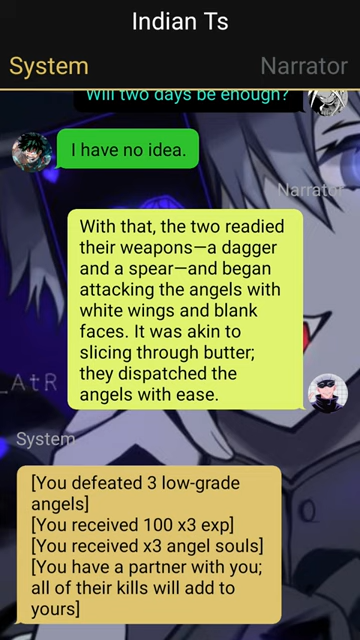 Indian Ts
System
Narrator
Will two days be enough?
I have no idea.
Narrator
With that, the two readied
their weapons—a dagger
and a spear—and began
attacking the angels with
white wings and blank
faces. It was akin to
slicing through butter;
they dispatched the
angels with ease.
_AtR
System
[You defeated 3 low-grade
angels]
[You received 100 x3 exp]
[You received x3 angel souls]
[You have a partner with you;
all of their kills will add to
yours]